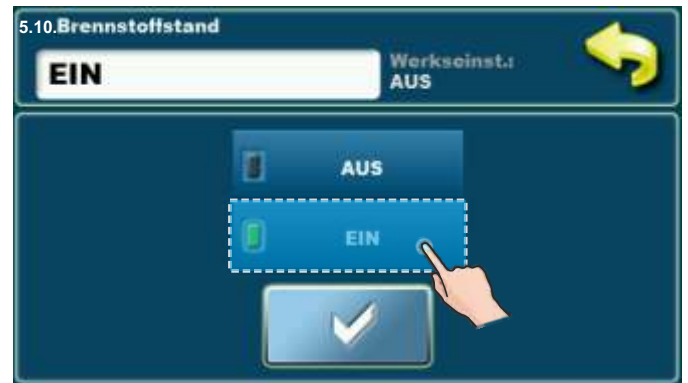 5.10.Brennstoffstand
EIN
Werkseinst.:
AUS
AUS
EIN